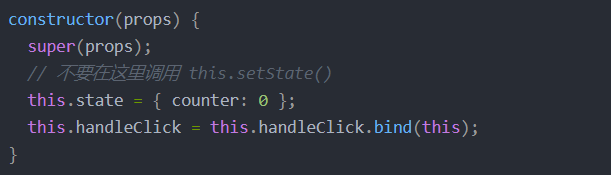 constructor(props) {
super(props);
// 不要在这里调用 this.setState()
this.state = { counter: 0 };
this.handleClick = this.handleClick.bind(this);
}